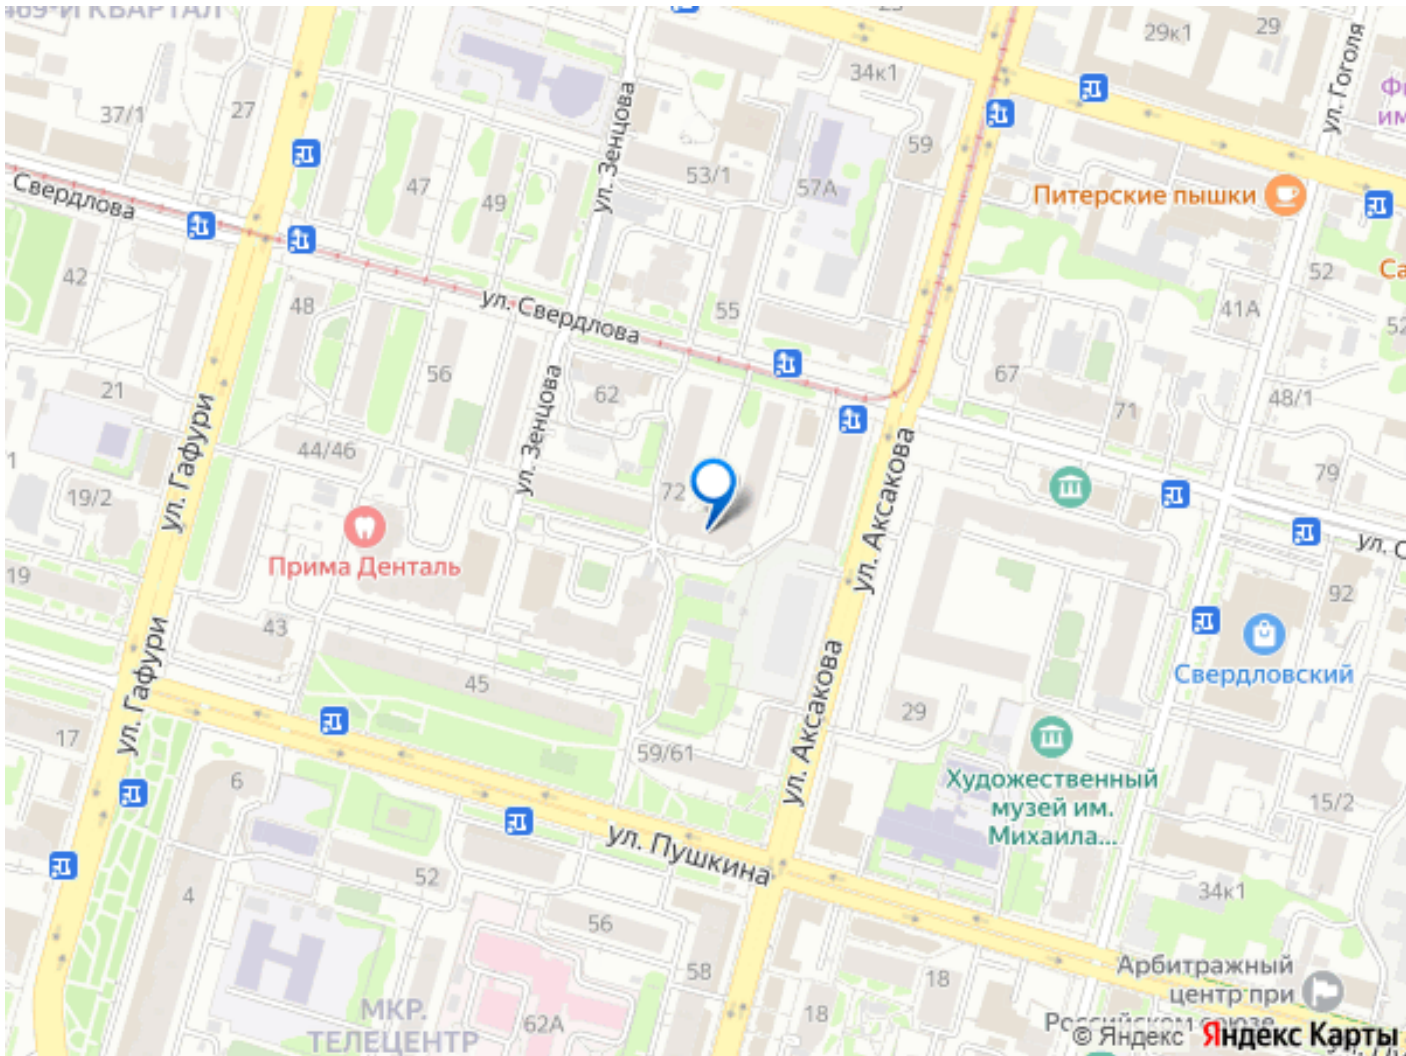 469-Й КВАРТАЛ
29к1
29
34к1
ул. Гоголя
37/1
27
ул. Зенцова
59
53/1
57А
47
49
Питерские пышки
Свердлова
42
48
52
41А
ул. Свердлова
55
56
21
62
67
71
48/1
44/46
ул. Гафури
ул. Зенцова
ул. Аксакова
79
19/2
72
Прима Денталь
19
92
43
ул. Гафури
Свердловский
45
ул. Аксакова
29
17
59/61
Художественный
музей им.
Михаила...
6
15/2
ул. Пушкина
52
4
34к1
56
58
18
Арбитражный
центр при
Российском союзе
МКР.
ТЕЛЕЦЕНТР
62А
18
© Яндекс Яндекс Карты